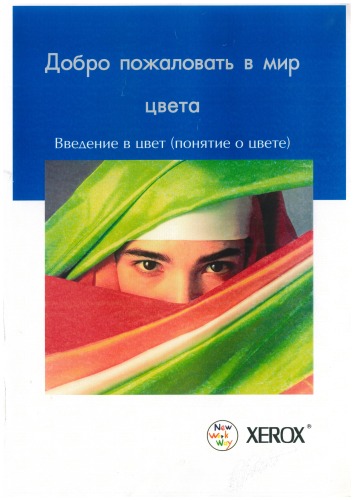 Добро пожаловать в мир
цвета
Введение в цвет (понятие о цвете)
New
Work
Way
XEROX®